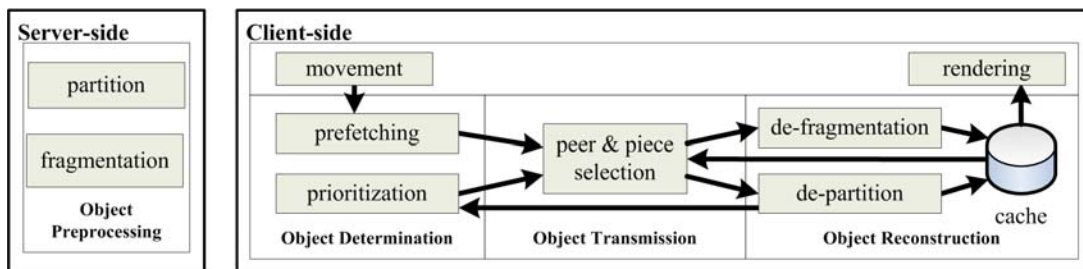 Server-side
partition
fragmentation
Object
Preprocessing
Client-side
movement
rendering
prefetching
prioritization
Object Determination
peer & piece
selection
Object Transmission
de-fragmentation
de-partition
cache
Object Reconstruction